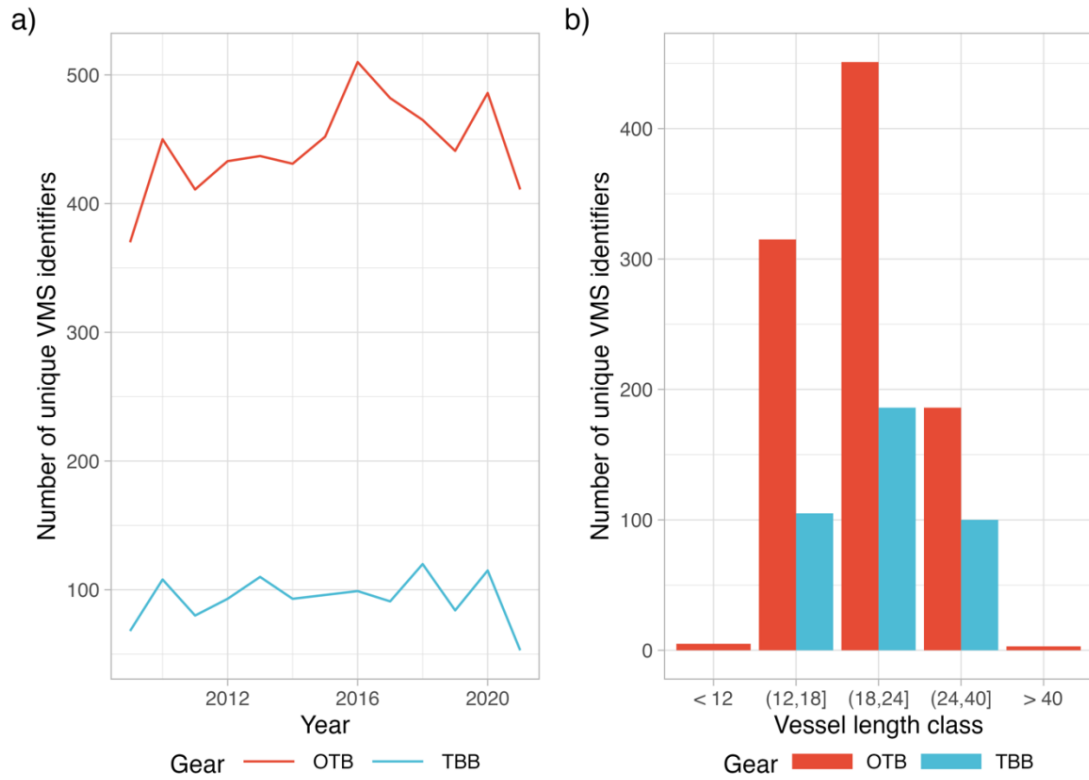 a)
Number of unique VMS identifiers
500
400
300
200
100
2012
2016
2020
Year
Gear OTB TBB
b)
Number of unique VMS identifiers
400
300
200
100
0
< 12
(12,18]
(18,24]
(24,40]
> 40
Vessel length class
Gear OTB TBB